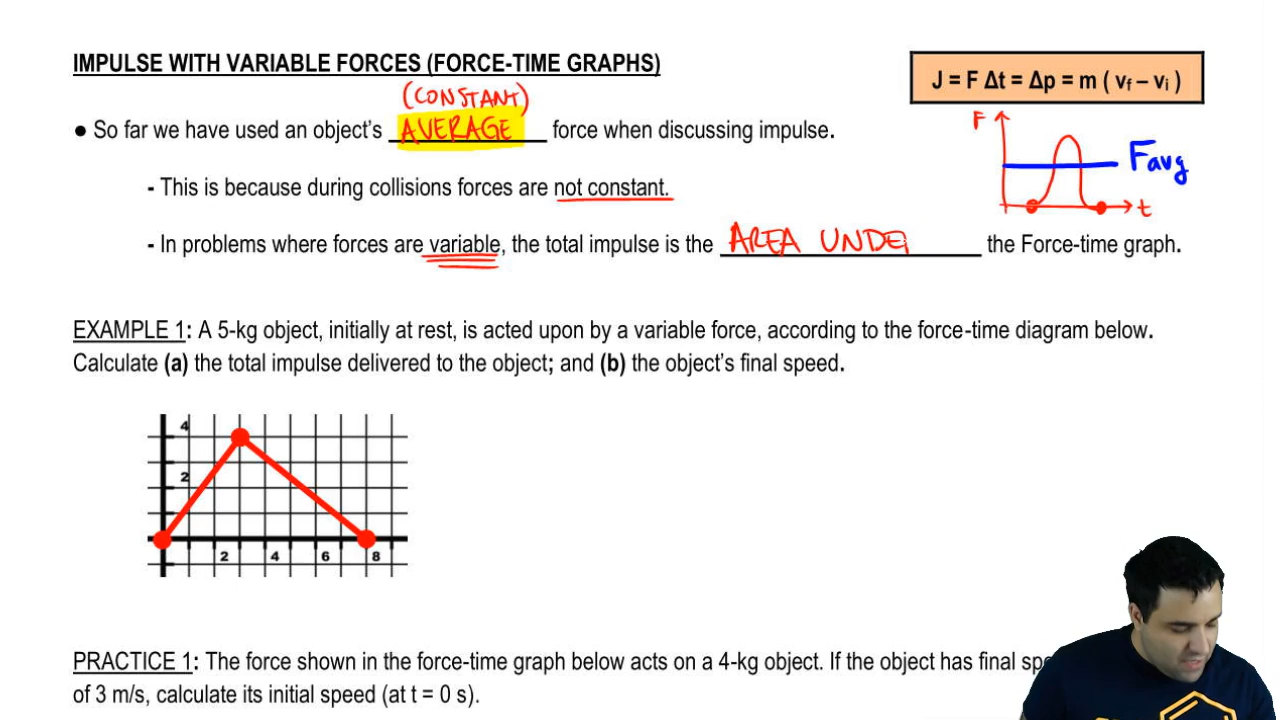 IMPULSE WITH VARIABLE FORCES (FORCE-TIME GRAPHS)
J = F Δt = Δp = m ( vf – vi )
(CONSTANT)
● So far we have used an object's AVERAGE force when discussing impulse.
F
Favg
t
- This is because during collisions forces are not constant.
- In problems where forces are variable, the total impulse is the AREA UNDE the Force-time graph.
EXAMPLE 1: A 5-kg object, initially at rest, is acted upon by a variable force, according to the force-time diagram below.
Calculate (a) the total impulse delivered to the object; and (b) the object's final speed.
4
2
2 4 6 8
PRACTICE 1: The force shown in the force-time graph below acts on a 4-kg object. If the object has final
of 3 m/s, calculate its initial speed (at t = 0 s).